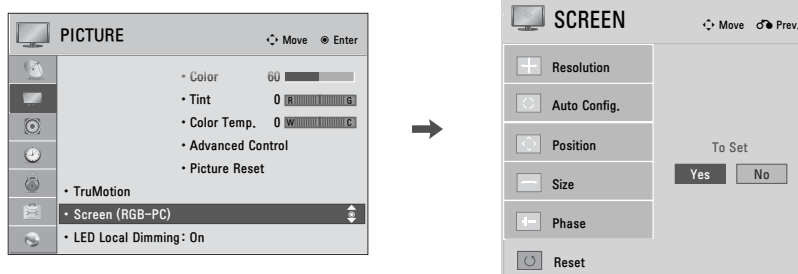 PICTURE
Move Enter
• Color 60
• Tint 0 R G
• Color Temp. 0 W C
• Advanced Control
• Picture Reset
• TruMotion
• Screen (RGB-PC)
• LED Local Dimming: On
SCREEN
Move Prev.
Resolution
Auto Config.
Position
Size
Phase
Reset
To Set
Yes No